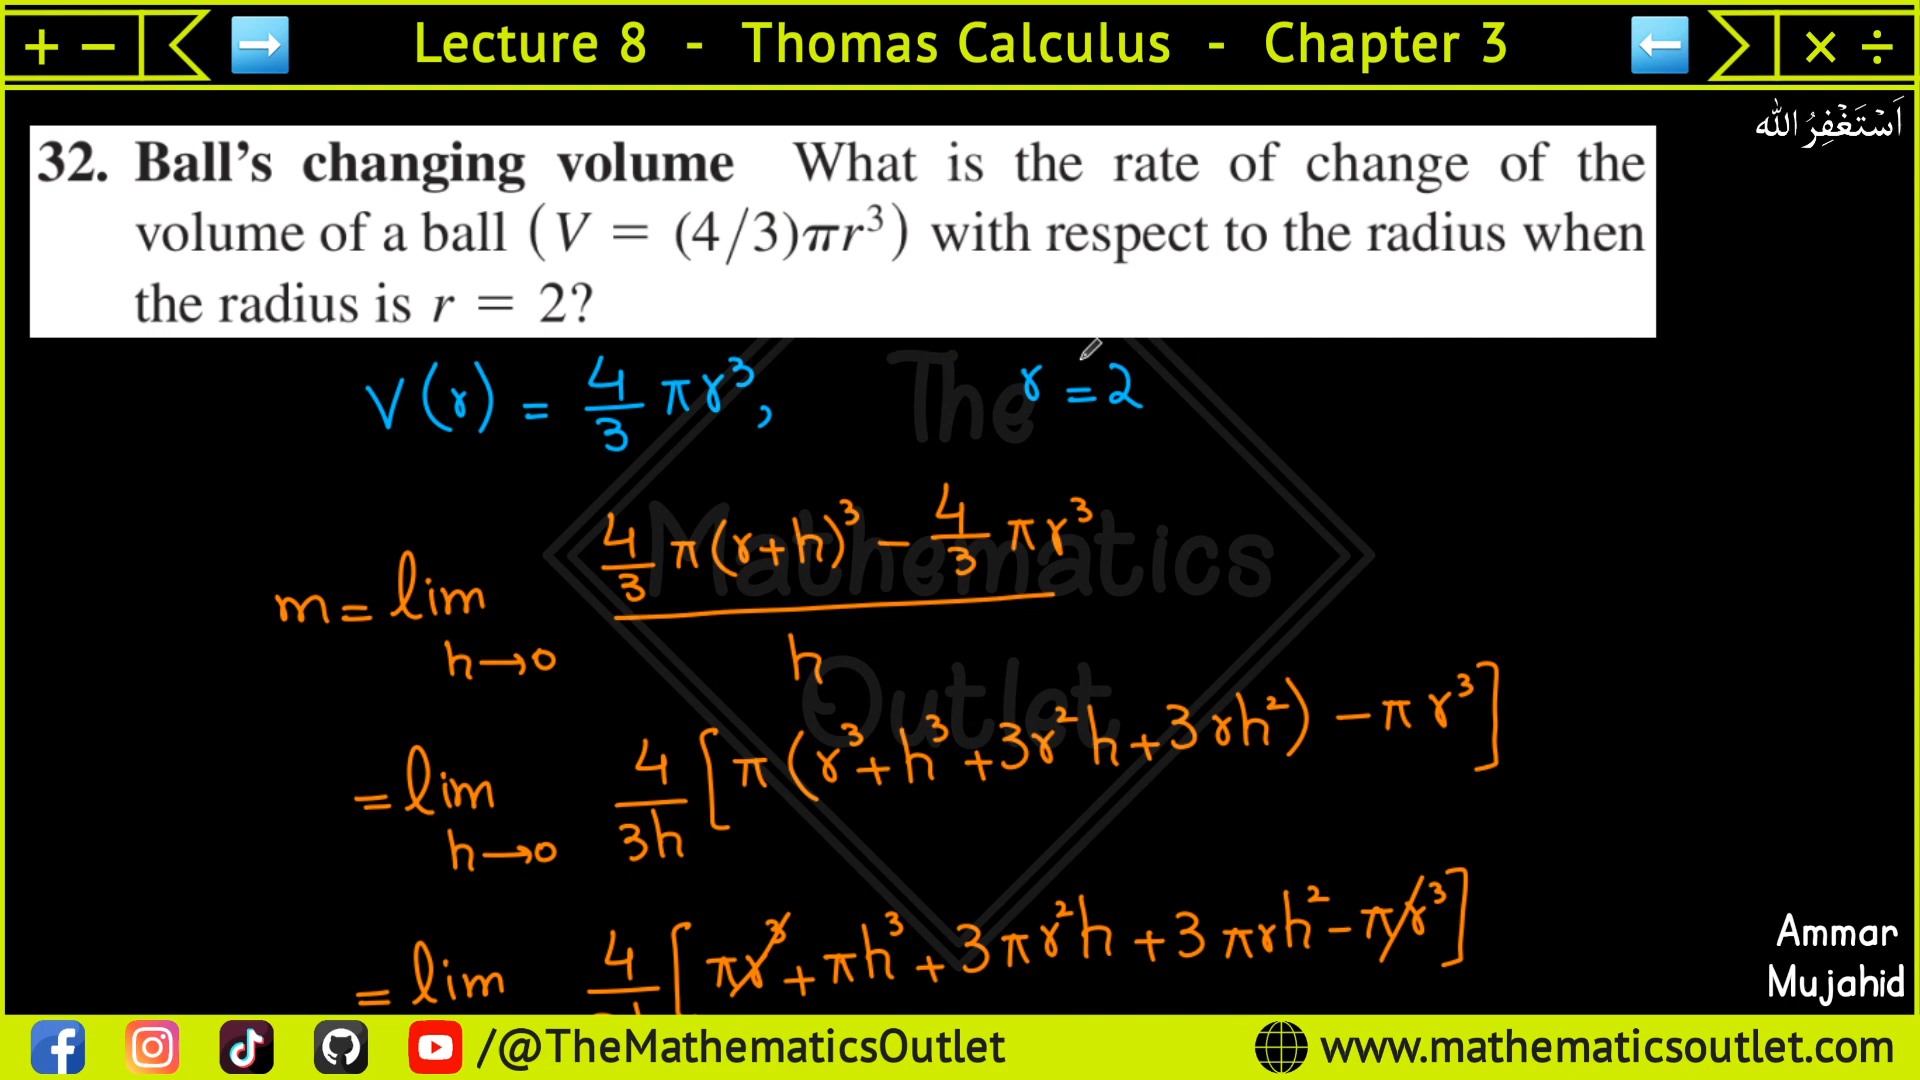 + − Lecture 8 - Thomas Calculus - Chapter 3 × ÷
اَسْتَغْفِرُ اللّٰه
32. Ball’s changing volume What is the rate of change of the
volume of a ball (V = (4/3)πr³) with respect to the radius when
the radius is r = 2?
V(r) = 4/3 πr³, r = 2
m = lim h→0 (4/3 π(r+h)³ − 4/3 πr³) / h
= lim h→0 4/3h [π(r³+h³+3r²h+3rh²) − πr³]
= lim 4 [πr³ + πh³ + 3πr²h + 3πrh² − πr³]
The
Mathematics
Outlet
Ammar
Mujahid
/@TheMathematicsOutlet www.mathematicsoutlet.com